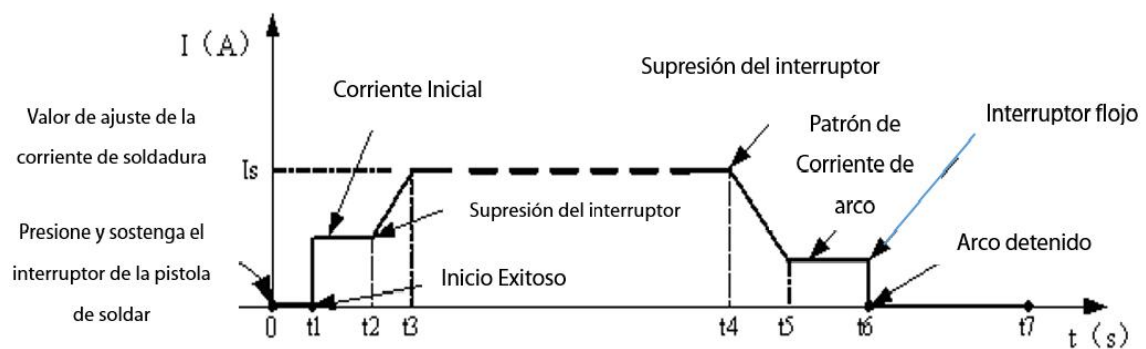 I (A)
Supresión del interruptor
Corriente Inicial
Interruptor flojo
Valor de ajuste de la
corriente de soldadura
Patrón de
Corriente de
arco
Is
Supresión del interruptor
Presione y sostenga el
interruptor de la pistola
de soldar
Arco detenido
Inicio Exitoso
0 t1 t2 t3 t4 t5 t6 t7
t (s)